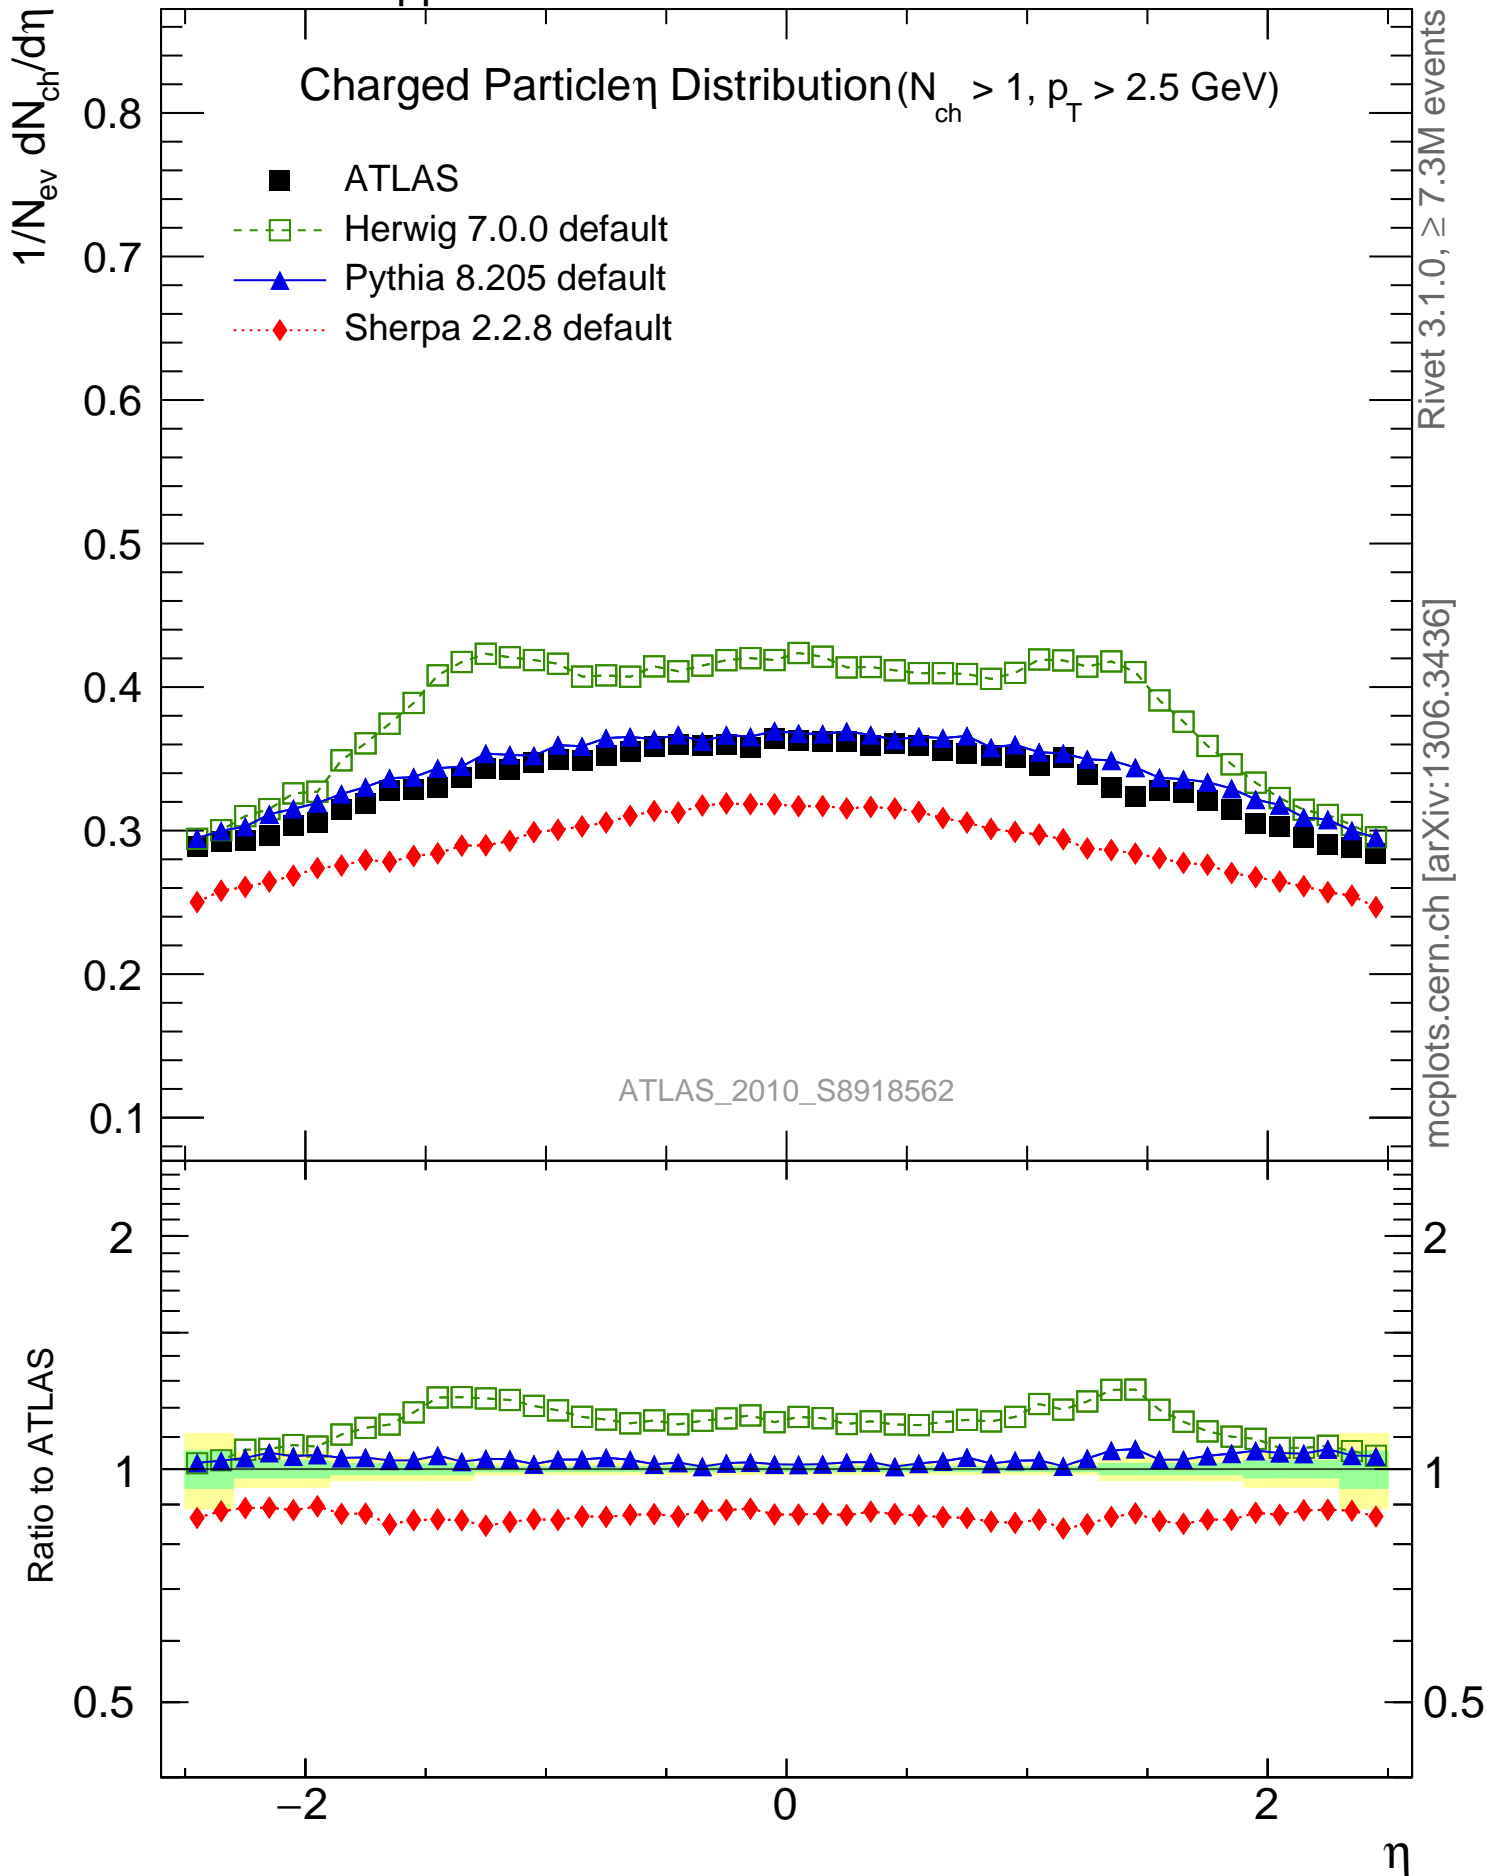 pp
Charged Particleη Distribution (N_ch > 1, p_T > 2.5 GeV)
1/N_ev dN_ch/dη
ATLAS
Herwig 7.0.0 default
Pythia 8.205 default
Sherpa 2.2.8 default
0.8
0.7
0.6
0.5
0.4
0.3
0.2
0.1
ATLAS_2010_S8918562
Rivet 3.1.0, ≥ 7.3M events
mcplots.cern.ch [arXiv:1306.3436]
Ratio to ATLAS
2
1
0.5
2
1
0.5
−2
0
2
η